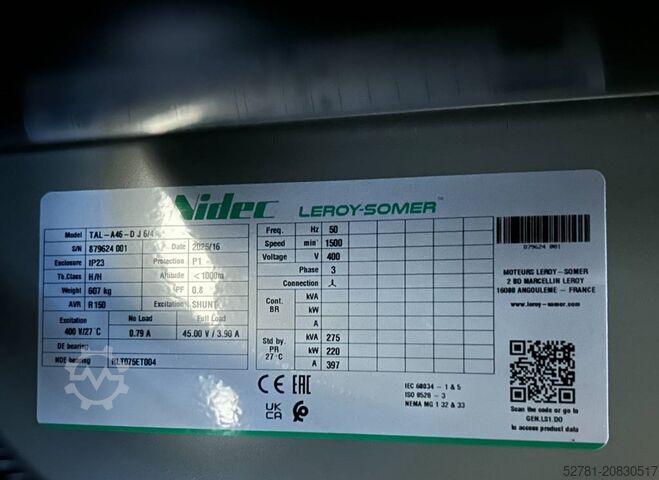 Nidec LEROY-SOMER™
Model TAL-A46-D J6/4
S/N 879624 001 Date 2025/16
Enclosure IP23 Protection P1
Th.Class H/H Altitude <1000m
Weight 607 kg PF 0.8
AVR R150 Excitation SHUNT
Excitation No Load Full Load
400 V/27°C 0.79 A 45.00 V / 3.90 A
DE bearing
NDE bearing BLT075ET004
Freq. Hz 50
Speed min⁻¹ 1500
Voltage V 400
Phase 3
Connection
Cont. BR kVA
kW
A
Std by. PR 27°C kVA 275
kW 220
A 397
CE EAC
UK CA
IEC 60034 - 1 & 5
ISO 8528 - 3
NEMA MG 1 32 & 33
879624 001
MOTEURS LEROY-SOMER
2 BD MARCELLIN LEROY
16000 ANGOULEME - FRANCE
www.leroy-somer.com
Scan the code or go to
GEN.LS1.DO
to access product data
52781-20830517